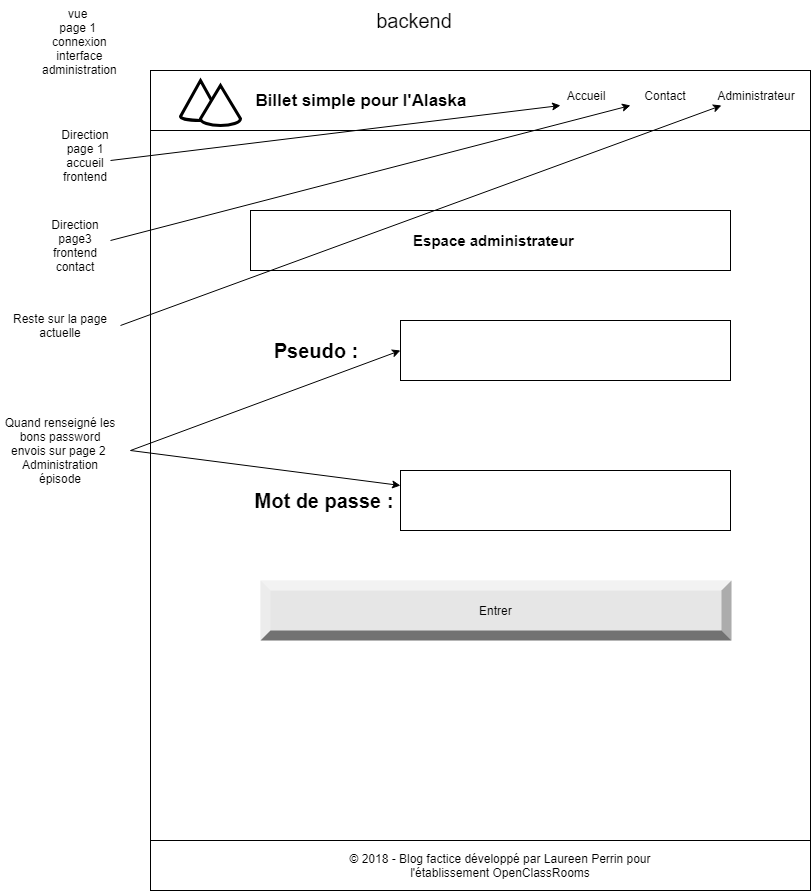 backend
vue
page 1
connexion
interface
administration
Billet simple pour l'Alaska
Accueil
Contact
Administrateur
Direction
page 1
accueil
frontend
Direction
page3
frontend
contact
Espace administrateur
Reste sur la page
actuelle
Pseudo :
Quand renseigné les
bons password
envois sur page 2
Administration
épisode
Mot de passe :
Entrer
© 2018 - Blog factice développé par Laureen Perrin pour
l'établissement OpenClassRooms